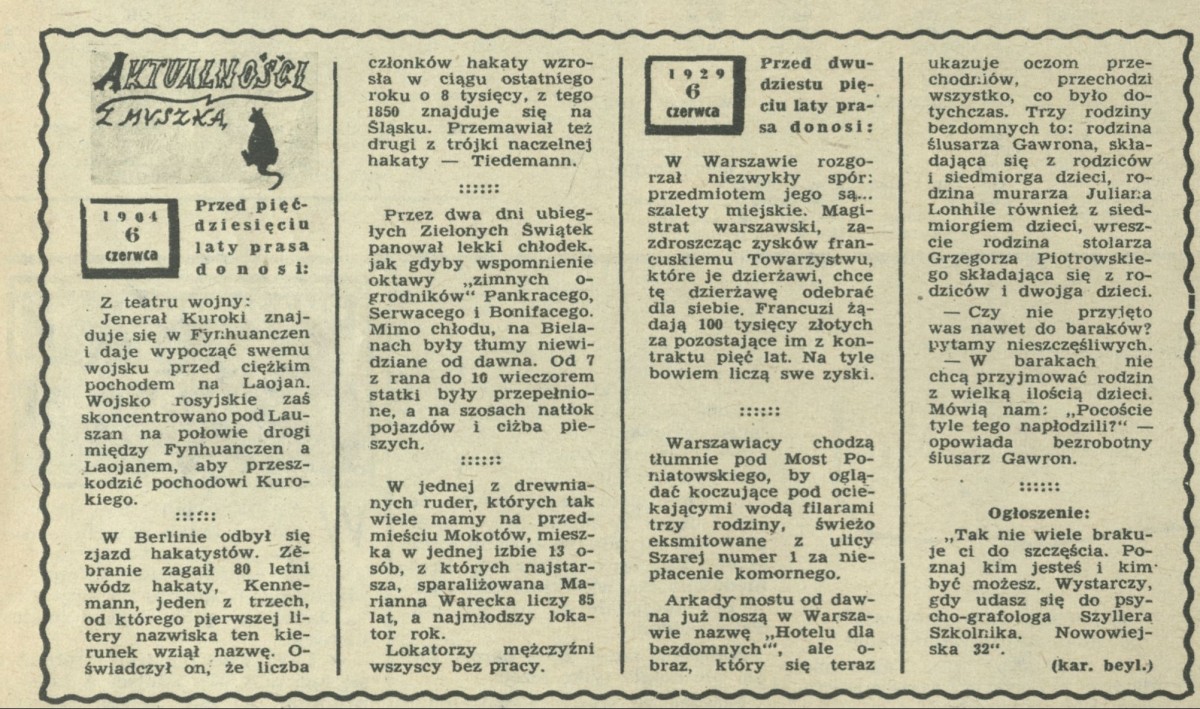 AKTUALNOŚCI
Z MYSZKĄ
1904
6
czerwca
Przed pięć-
dziesięciu
laty prasa
donosi:
Z teatru wojny:
Jenerał Kuroki znaj-
duje się w Fynhuanczen
i daje wypocząć swemu
wojsku przed ciężkim
pochodem na Laojan.
Wojsko rosyjskie zaś
skoncentrowano pod Lau-
szan na połowie drogi
między Fynhuanczen a
Laojanem, aby przesz-
kodzić pochodowi Kuro-
kiego.
::::::
W Berlinie odbył się
zjazd hakatystów. Ze-
branie zagaił 80 letni
wódz hakaty, Kenne-
mann, jeden z trzech,
od którego pierwszej li-
tery nazwiska ten kie-
runek wziął nazwę. O-
świadczył on, że liczba
członków hakaty wzro-
sła w ciągu ostatniego
roku o 8 tysięcy, z tego
1850 znajduje się na
Śląsku. Przemawiał też
drugi z trójki naczelnej
hakaty — Tiedemann.
::::::
Przez dwa dni ubieg-
łych Zielonych Świątek
panował lekki chłodek,
jak gdyby wspomnienie
oktawy „zimnych o-
grodników“ Pankracego,
Serwacego i Bonifacego.
Mimo chłodu, na Biela-
nach były tłumy niewi-
dziane od dawna. Od 7
z rana do 10 wieczorem
statki były przepełnio-
ne, a na szosach natłok
pojazdów i ciżba pie-
szych.
::::::
W jednej z drewnia-
nych ruder, których tak
wiele mamy na przed-
mieściu Mokotów, miesz-
ka w jednej izbie 13 o-
sób, z których najstar-
sza, sparaliżowana Ma-
rianna Warecka liczy 85
lat, a najmłodszy loka-
tor rok.
Lokatorzy mężczyźni
wszyscy bez pracy.
1929
6
czerwca
Przed dwu-
dziestu pię-
ciu laty pra-
sa donosi:
W Warszawie rozgo-
rzał niezwykły spór:
przedmiotem jego są...
szalety miejskie. Magi-
strat warszawski, za-
zdroszcząc zysków fran-
cuskiemu Towarzystwu,
które je dzierżawi, chce
tę dzierżawę odebrać
dla siebie. Francuzi żą-
dają 100 tysięcy złotych
za pozostające im z kon-
traktu pięć lat. Na tyle
bowiem liczą swe zyski.
::::::
Warszawiacy chodzą
tłumnie pod Most Po-
niatowskiego, by oglą-
dać koczujące pod ocie-
kającymi wodą filarami
trzy rodziny, świeżo
eksmitowane z ulicy
Szarej numer 1 za nie-
płacenie komornego.
Arkady mostu od daw-
na już noszą w Warsza-
wie nazwę „Hotelu dla
bezdomnych“, ale o-
braz, który się teraz
ukazuje oczom prze-
chodniów, przechodzi
wszystko, co było do-
tychczas. Trzy rodziny
bezdomnych to: rodzina
ślusarza Gawrona, skła-
dająca się z rodziców
i siedmiorga dzieci, ro-
dzina murarza Juliana
Lonhile również z sied-
miorgiem dzieci, wresz-
cie rodzina stolarza
Grzegorza Piotrowskie-
go składająca się z ro-
dziców i dwojga dzieci.
— Czy nie przyjęto
was nawet do baraków?
pytamy nieszczęśliwych.
— W barakach nie
chcą przyjmować rodzin
z wielką ilością dzieci.
Mówią nam: „Pocoście
tyle tego napłodzili?“ —
opowiada bezrobotny
ślusarz Gawron.
::::::
Ogłoszenie:
„Tak nie wiele braku-
je ci do szczęścia. Po-
znaj kim jesteś i kim
być możesz. Wystarczy,
gdy udasz się do psy-
cho-grafologa Szyllera
Szkolnika. Nowowiej-
ska 32“.
(kar. beyl.)